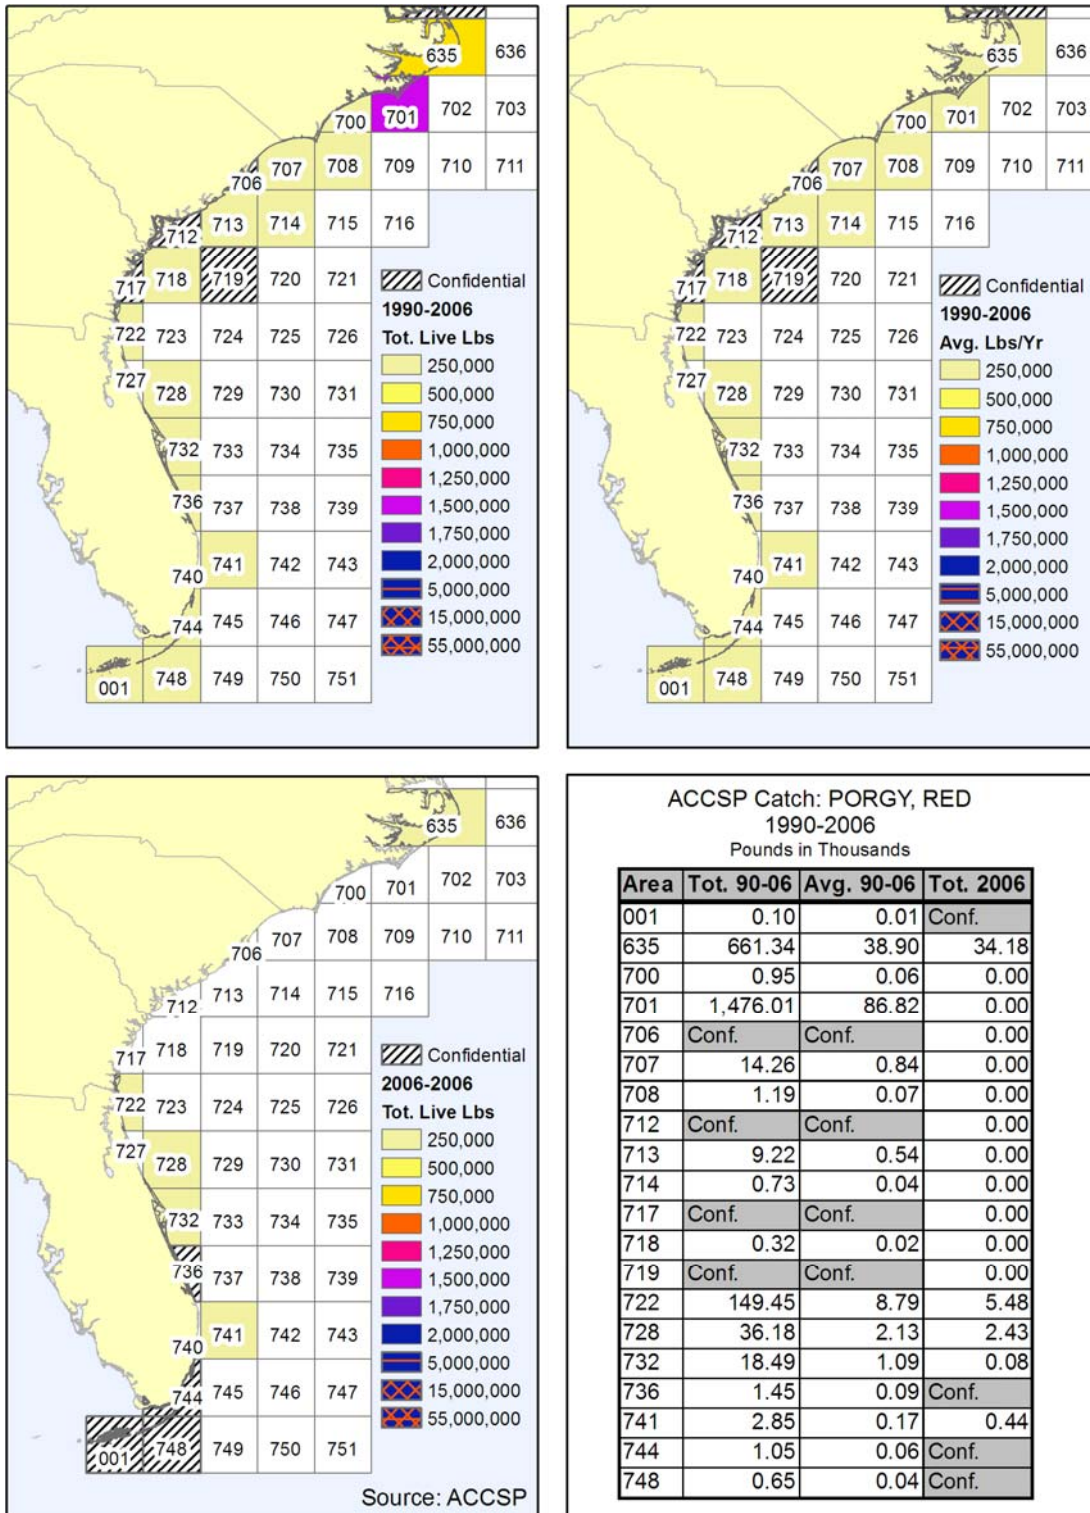 635 636
700 701 702 703
706 707 708 709 710 711
712 713 714 715 716
717 718 719 720 721
722 723 724 725 726
727 728 729 730 731
732 733 734 735
736 737 738 739
740 741 742 743
744 745 746 747
001 748 749 750 751
Confidential
1990-2006
Tot. Live Lbs
250,000
500,000
750,000
1,000,000
1,250,000
1,500,000
1,750,000
2,000,000
5,000,000
15,000,000
55,000,000
635 636
700 701 702 703
706 707 708 709 710 711
712 713 714 715 716
717 718 719 720 721
722 723 724 725 726
727 728 729 730 731
732 733 734 735
736 737 738 739
740 741 742 743
744 745 746 747
001 748 749 750 751
Confidential
1990-2006
Avg. Lbs/Yr
250,000
500,000
750,000
1,000,000
1,250,000
1,500,000
1,750,000
2,000,000
5,000,000
15,000,000
55,000,000
635 636
700 701 702 703
706 707 708 709 710 711
712 713 714 715 716
717 718 719 720 721
722 723 724 725 726
727 728 729 730 731
732 733 734 735
736 737 738 739
740 741 742 743
744 745 746 747
001 748 749 750 751
Confidential
2006-2006
Tot. Live Lbs
250,000
500,000
750,000
1,000,000
1,250,000
1,500,000
1,750,000
2,000,000
5,000,000
15,000,000
55,000,000
Source: ACCSP
ACCSP Catch: PORGY, RED
1990-2006
Pounds in Thousands
Area Tot. 90-06 Avg. 90-06 Tot. 2006
001 0.10 0.01 Conf.
635 661.34 38.90 34.18
700 0.95 0.06 0.00
701 1,476.01 86.82 0.00
706 Conf. Conf. 0.00
707 14.26 0.84 0.00
708 1.19 0.07 0.00
712 Conf. Conf. 0.00
713 9.22 0.54 0.00
714 0.73 0.04 0.00
717 Conf. Conf. 0.00
718 0.32 0.02 0.00
719 Conf. Conf. 0.00
722 149.45 8.79 5.48
728 36.18 2.13 2.43
732 18.49 1.09 0.08
736 1.45 0.09 Conf.
741 2.85 0.17 0.44
744 1.05 0.06 Conf.
748 0.65 0.04 Conf.